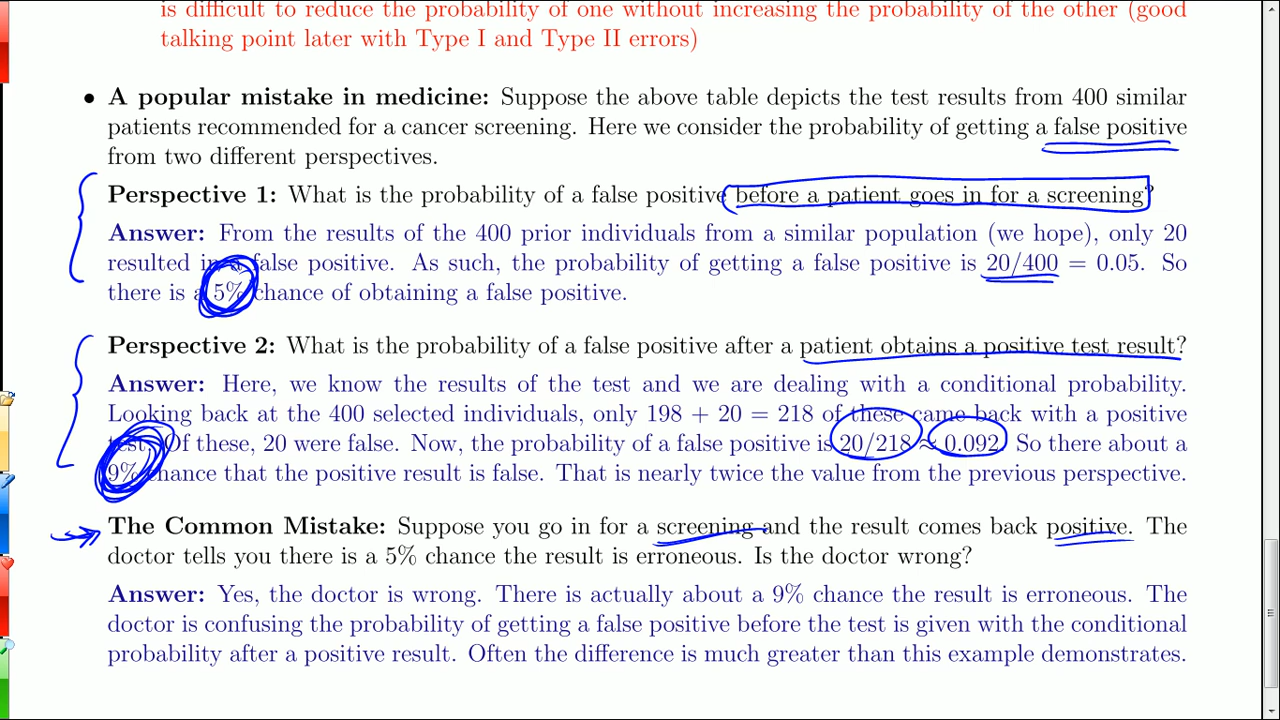 is difficult to reduce the probability of one without increasing the probability of the other (good
talking point later with Type I and Type II errors)
• A popular mistake in medicine: Suppose the above table depicts the test results from 400 similar
patients recommended for a cancer screening. Here we consider the probability of getting a false positive
from two different perspectives.
Perspective 1: What is the probability of a false positive before a patient goes in for a screening?
Answer: From the results of the 400 prior individuals from a similar population (we hope), only 20
resulted in a false positive. As such, the probability of getting a false positive is 20/400 = 0.05. So
there is a 5% chance of obtaining a false positive.
Perspective 2: What is the probability of a false positive after a patient obtains a positive test result?
Answer: Here, we know the results of the test and we are dealing with a conditional probability.
Looking back at the 400 selected individuals, only 198 + 20 = 218 of these came back with a positive
test. Of these, 20 were false. Now, the probability of a false positive is 20/218 ≈ 0.092. So there about a
9% chance that the positive result is false. That is nearly twice the value from the previous perspective.
The Common Mistake: Suppose you go in for a screening and the result comes back positive. The
doctor tells you there is a 5% chance the result is erroneous. Is the doctor wrong?
Answer: Yes, the doctor is wrong. There is actually about a 9% chance the result is erroneous. The
doctor is confusing the probability of getting a false positive before the test is given with the conditional
probability after a positive result. Often the difference is much greater than this example demonstrates.